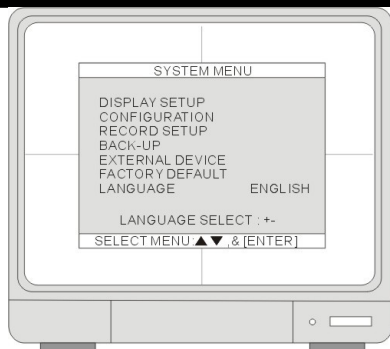 SYSTEM MENU
DISPLAY SETUP
CONFIGURATION
RECORD SETUP
BACK-UP
EXTERNAL DEVICE
FACTORY DEFAULT
LANGUAGE ENGLISH
LANGUAGE SELECT : +-
SELECT MENU:▲▼,& [ENTER]